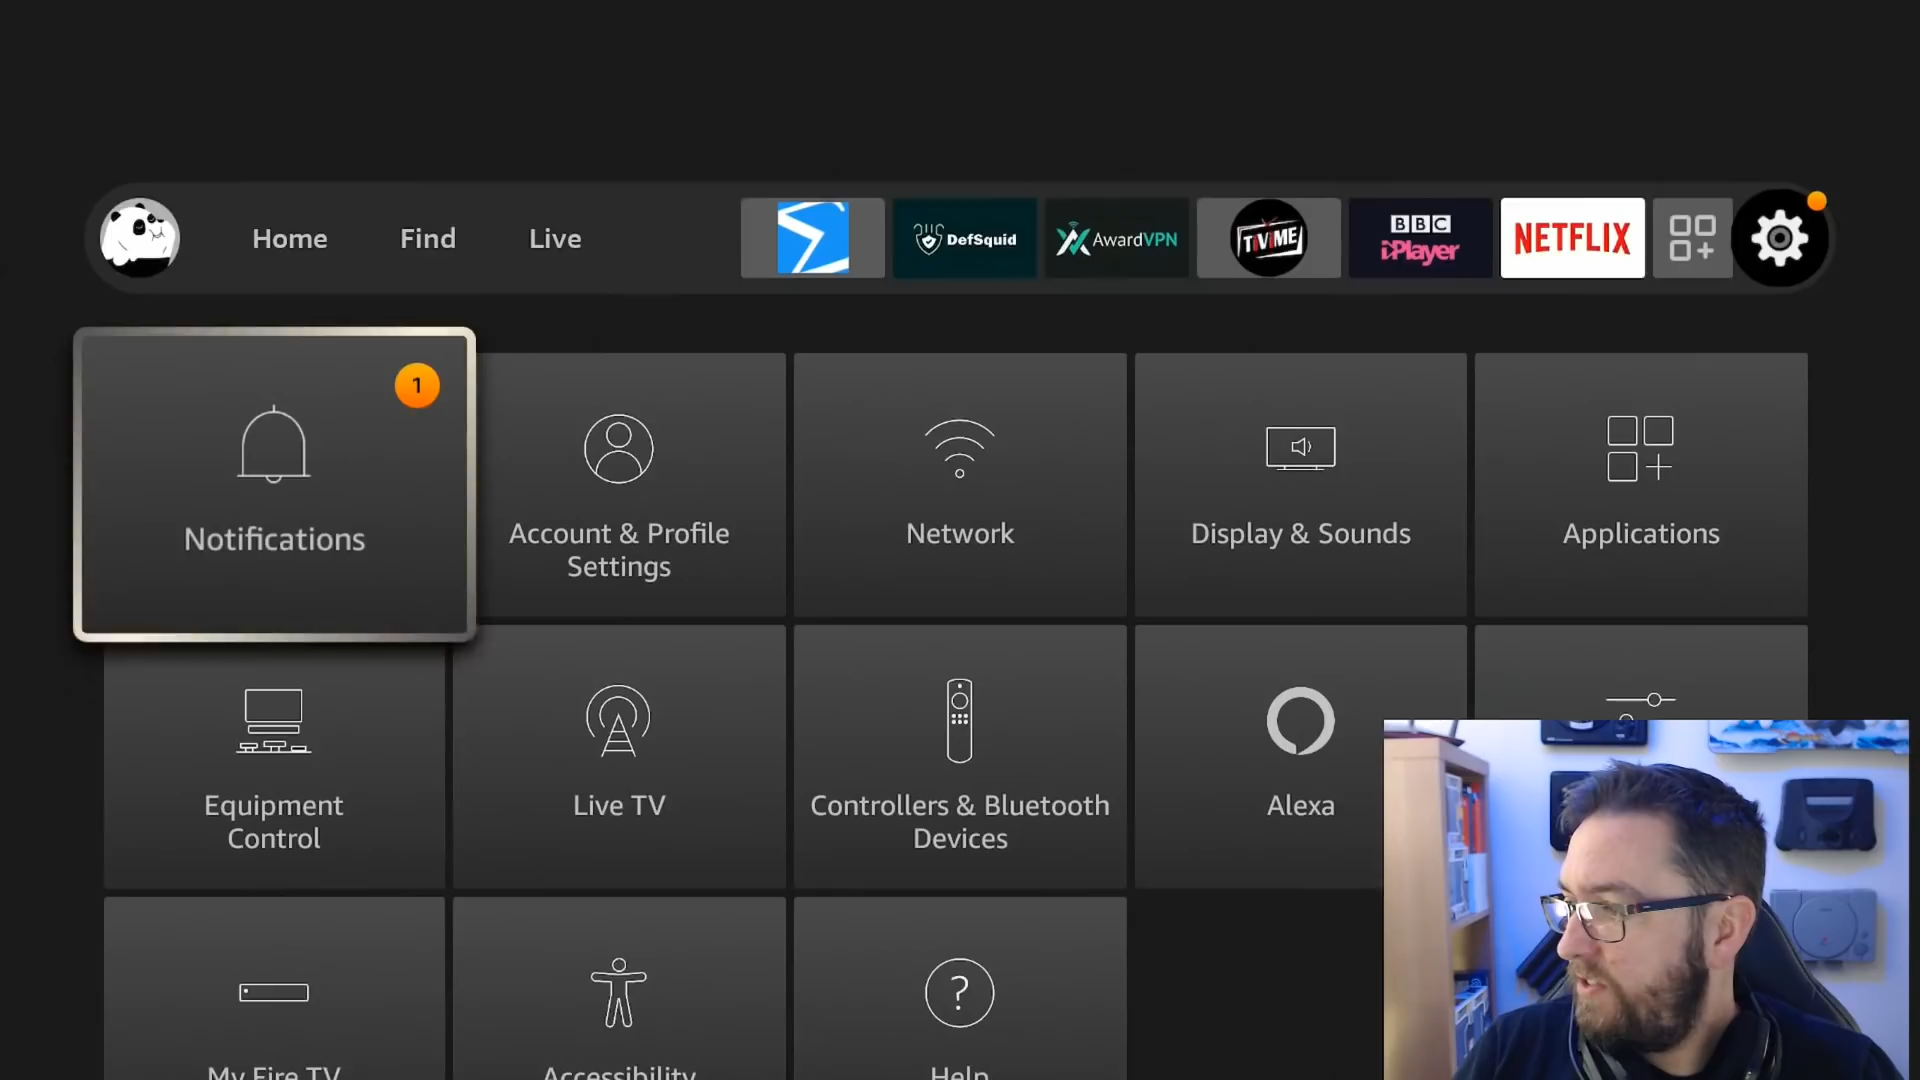 Home Find Live DefSquid AwardVPN TiViME BBC iPlayer NETFLIX
1
Notifications
Account & Profile
Settings
Network
Display & Sounds
Applications
Equipment
Control
Live TV
Controllers & Bluetooth
Devices
Alexa
My Fire TV
Accessibility
Help